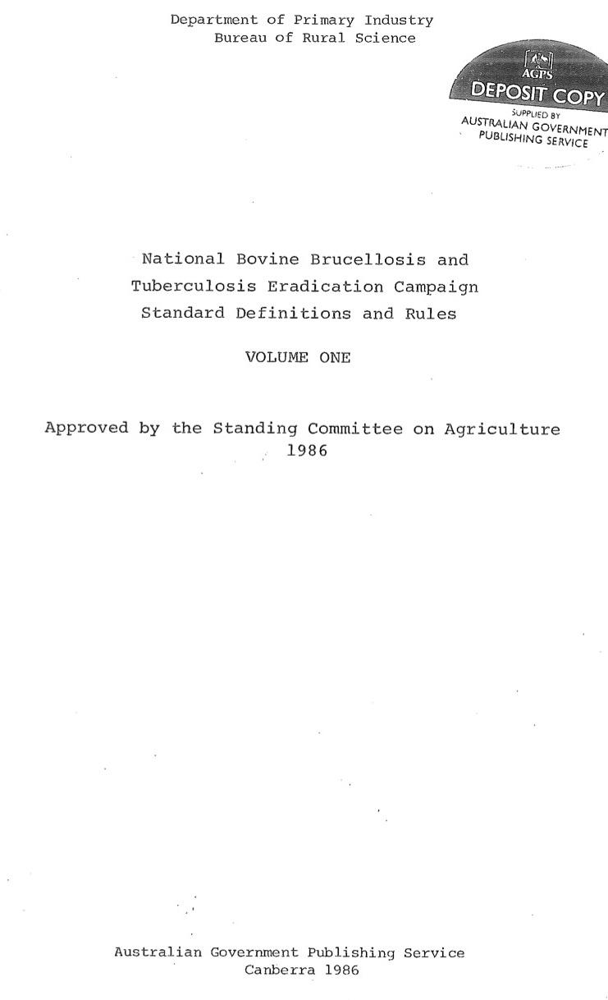 Department of Primary Industry
Bureau of Rural Science
AGPS
DEPOSIT COPY
SUPPLIED BY
AUSTRALIAN GOVERNMENT
PUBLISHING SERVICE
National Bovine Brucellosis and
Tuberculosis Eradication Campaign
Standard Definitions and Rules
VOLUME ONE
Approved by the Standing Committee on Agriculture
1986
Australian Government Publishing Service
Canberra 1986